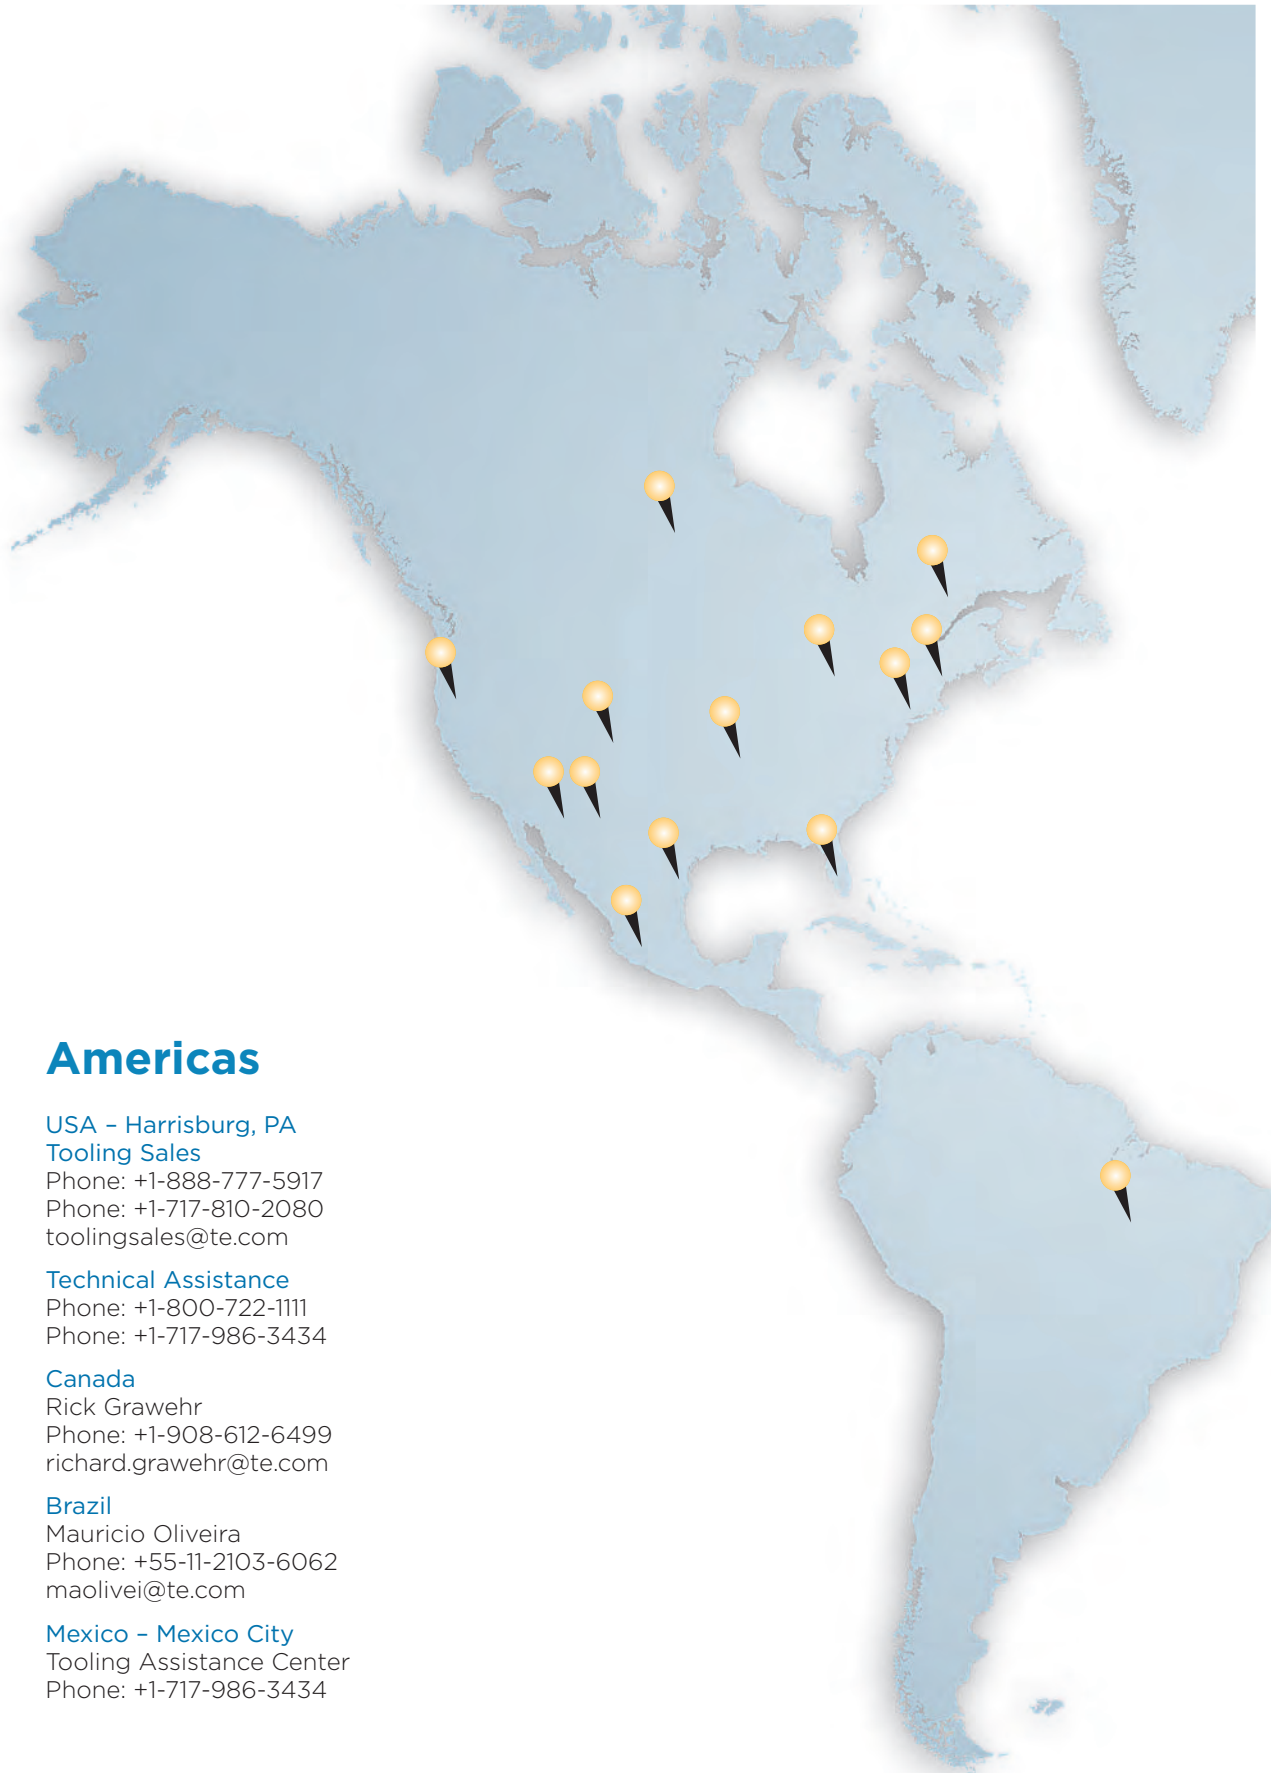 Americas
USA – Harrisburg, PA
Tooling Sales
Phone: +1-888-777-5917
Phone: +1-717-810-2080
toolingsales@te.com
Technical Assistance
Phone: +1-800-722-1111
Phone: +1-717-986-3434
Canada
Rick Grawehr
Phone: +1-908-612-6499
richard.grawehr@te.com
Brazil
Mauricio Oliveira
Phone: +55-11-2103-6062
maolivei@te.com
Mexico – Mexico City
Tooling Assistance Center
Phone: +1-717-986-3434